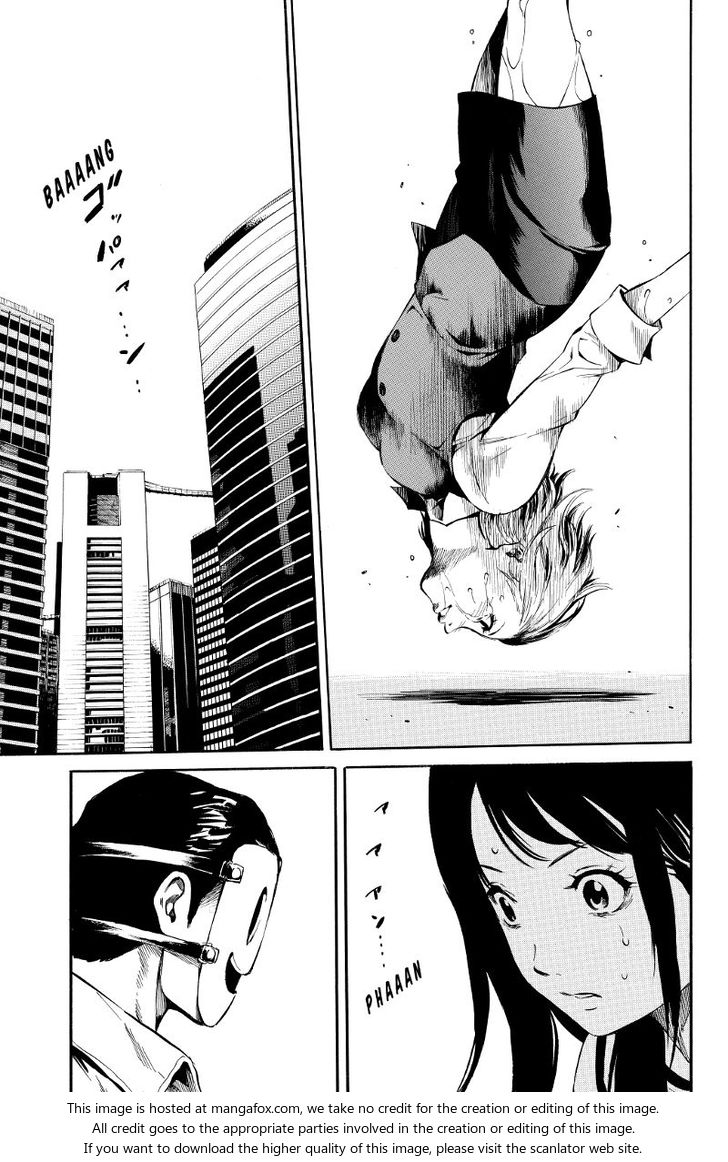 BAAAANG
ゴッパァァ…ン…
ァァァン…
PHAAAN
This image is hosted at mangafox.com, we take no credit for the creation or editing of this image.
All credit goes to the appropriate parties involved in the creation or editing of this image.
If you want to download the higher quality of this image, please visit the scanlator web site.